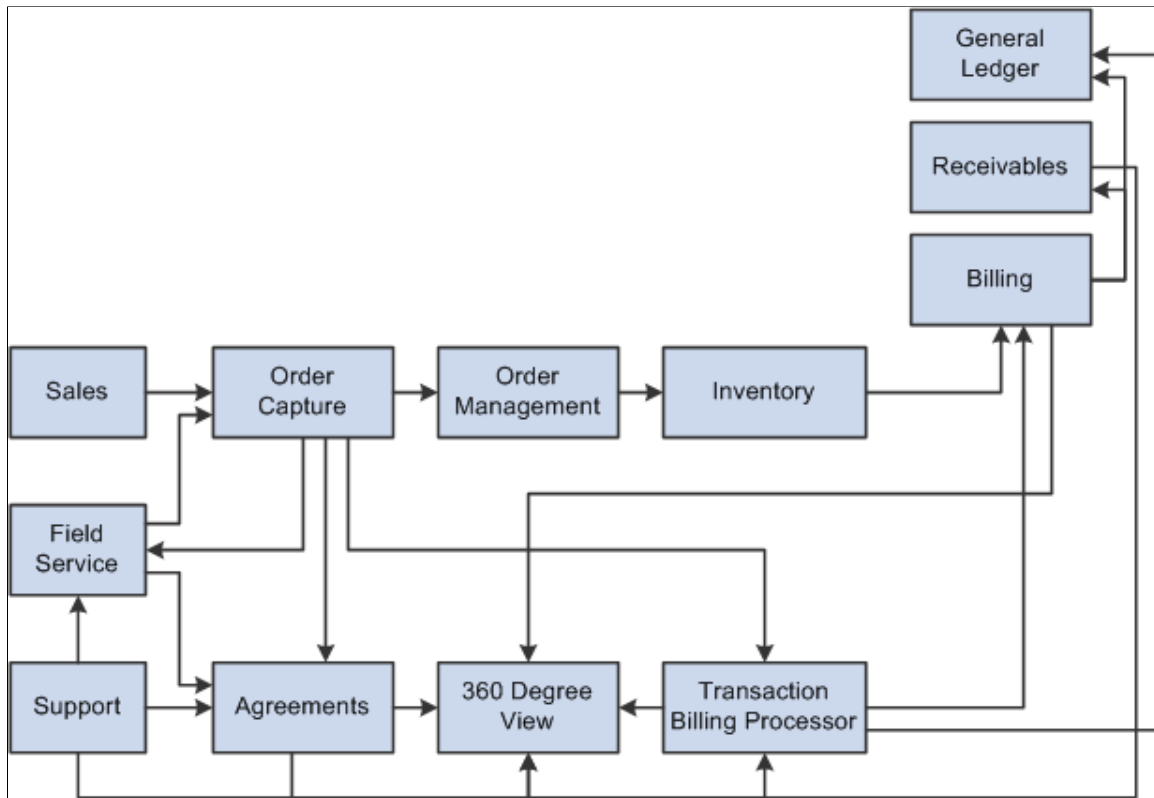 General
Ledger
Receivables
Billing
Sales
Order
Capture
Order
Management
Inventory
Field
Service
Support
Agreements
360 Degree
View
Transaction
Billing Processor